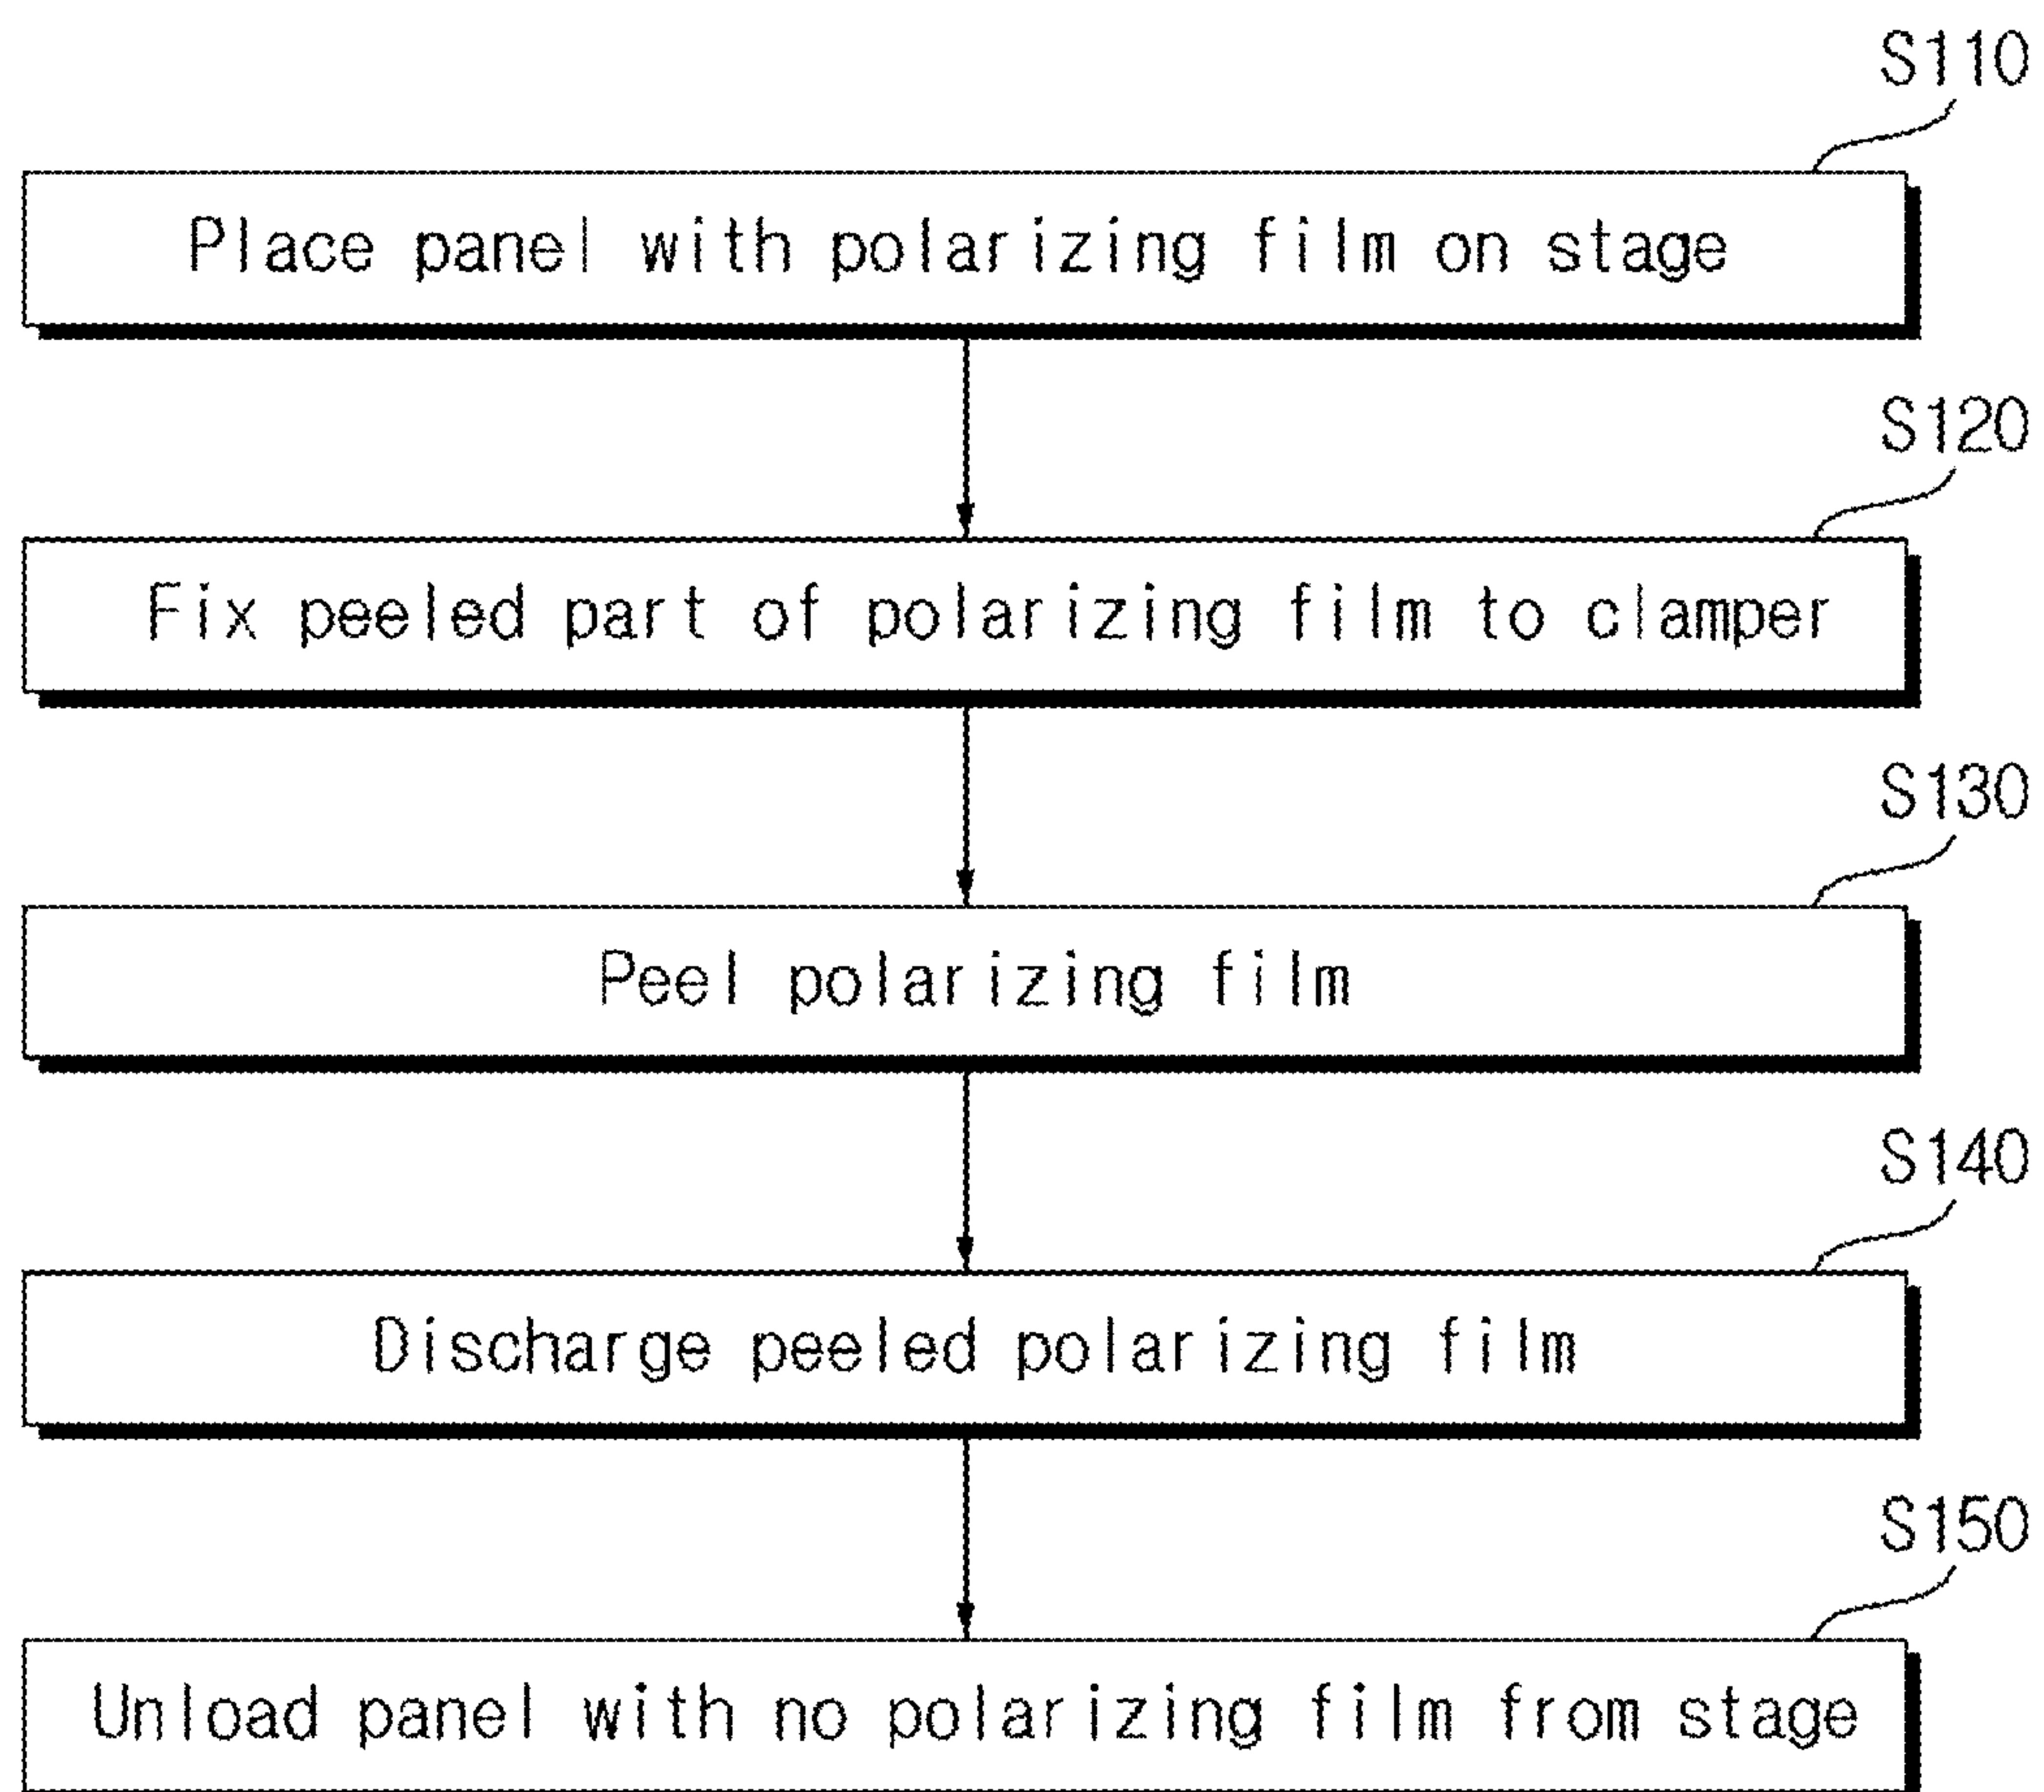 S110
Place panel with polarizing film on stage
S120
Fix peeled part of polarizing film to clamper
S130
Peel polarizing film
S140
Discharge peeled polarizing film
S150
Unload panel with no polarizing film from stage